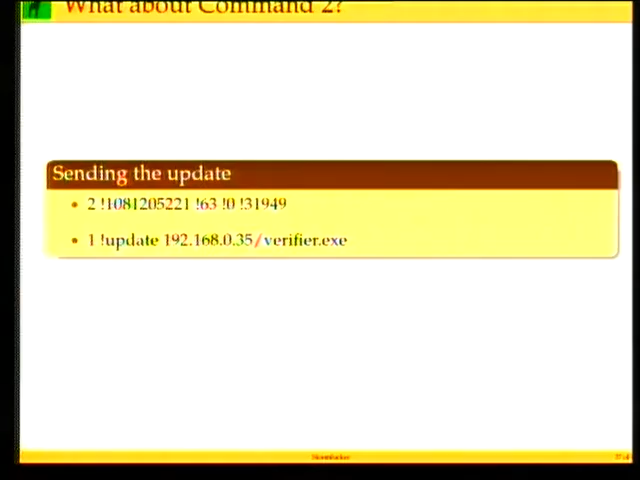 What about Command 2?
Sending the update
2 !1081205221 !63 !0 !31949
1 !update 192.168.0.35/verifier.exe